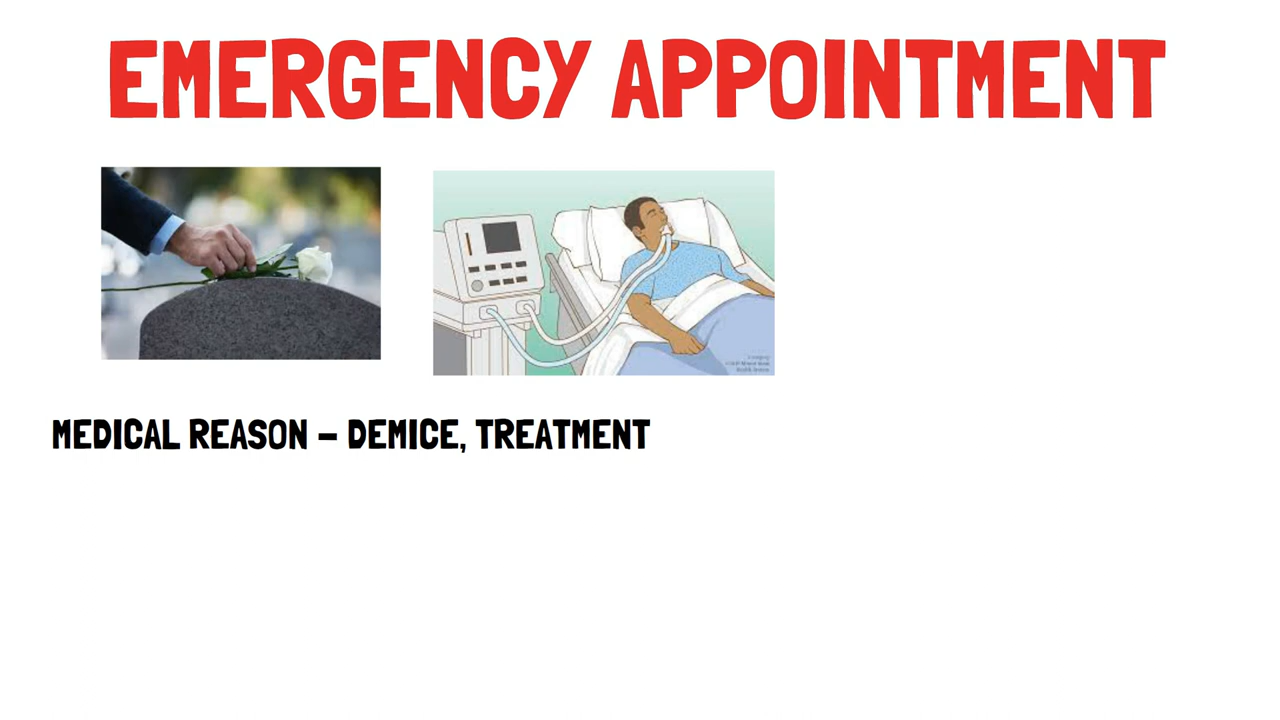 EMERGENCY APPOINTMENT
MEDICAL REASON – DEMICE, TREATMENT